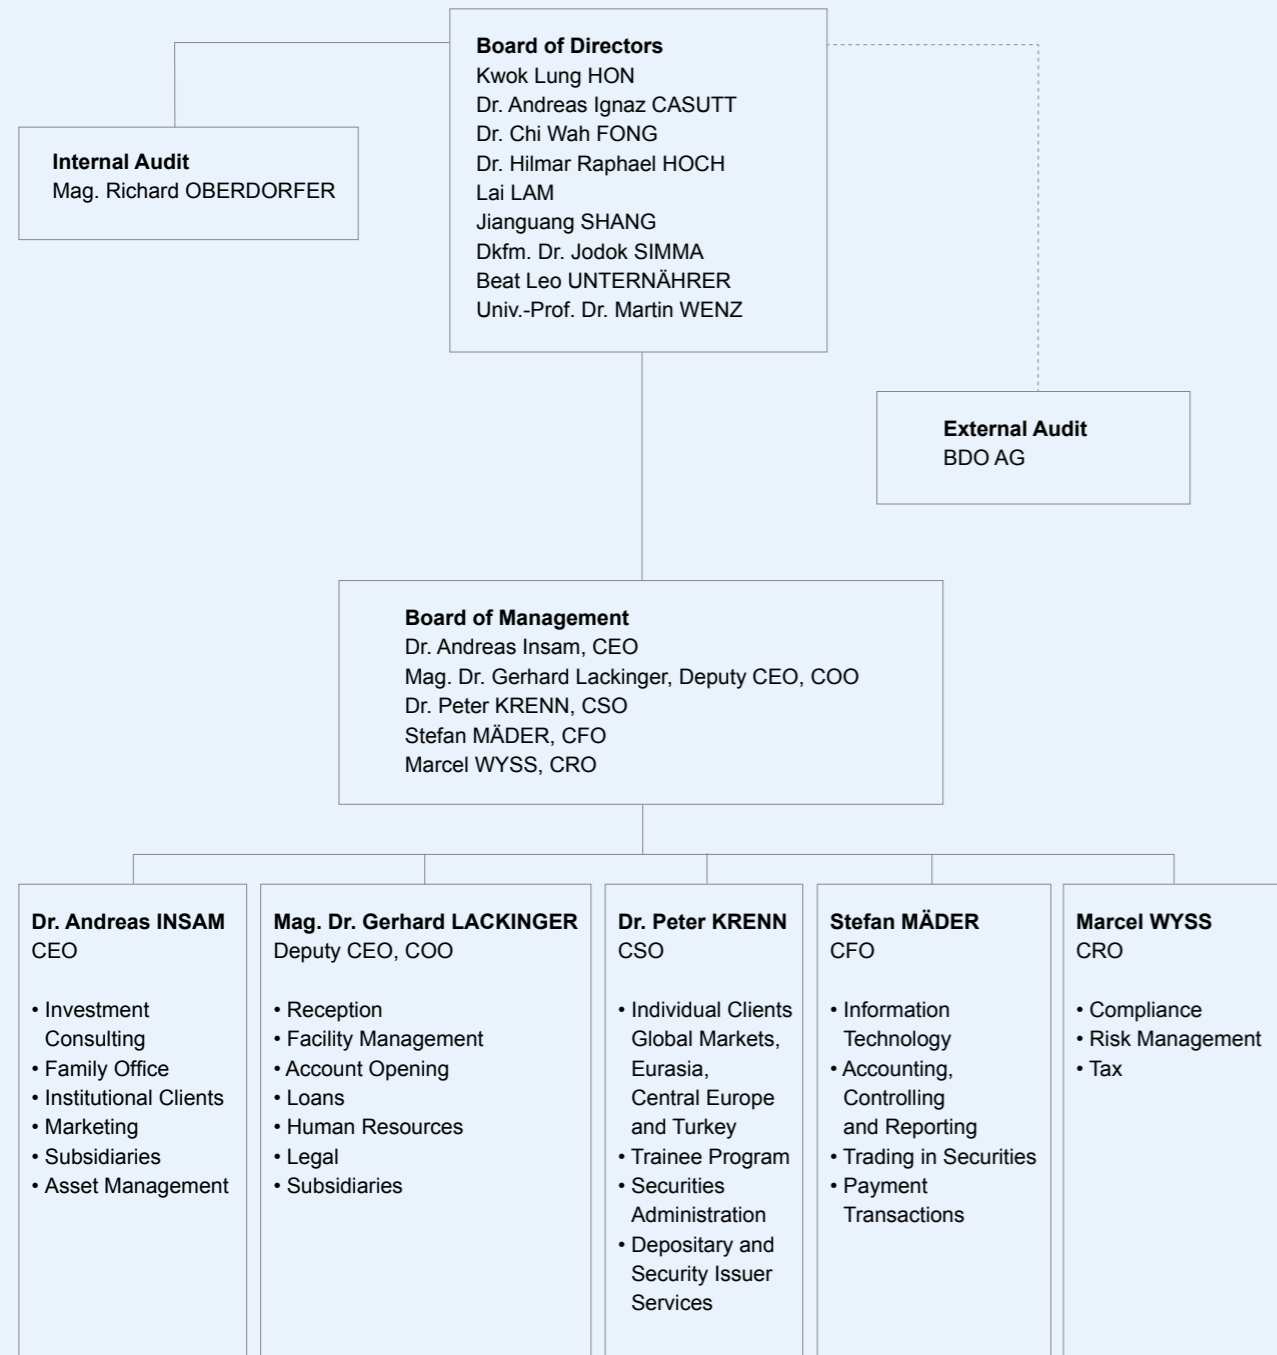 Board of Directors
Kwok Lung HON
Dr. Andreas Ignaz CASUTT
Dr. Chi Wah FONG
Dr. Hilmar Raphael HOCH
Lai LAM
Jianguang SHANG
Dkfm. Dr. Jodok SIMMA
Beat Leo UNTERNÄHRER
Univ.-Prof. Dr. Martin WENZ
Internal Audit
Mag. Richard OBERDORFER
External Audit
BDO AG
Board of Management
Dr. Andreas Insam, CEO
Mag. Dr. Gerhard Lackinger, Deputy CEO, COO
Dr. Peter KRENN, CSO
Stefan MÄDER, CFO
Marcel WYSS, CRO
Dr. Andreas INSAM
CEO
• Investment
Consulting
• Family Office
• Institutional Clients
• Marketing
• Subsidiaries
• Asset Management
Mag. Dr. Gerhard LACKINGER
Deputy CEO, COO
• Reception
• Facility Management
• Account Opening
• Loans
• Human Resources
• Legal
• Subsidiaries
Dr. Peter KRENN
CSO
• Individual Clients
Global Markets,
Eurasia,
Central Europe
and Turkey
• Trainee Program
• Securities
Administration
• Depositary and
Security Issuer
Services
Stefan MÄDER
CFO
• Information
Technology
• Accounting,
Controlling
and Reporting
• Trading in Securities
• Payment
Transactions
Marcel WYSS
CRO
• Compliance
• Risk Management
• Tax